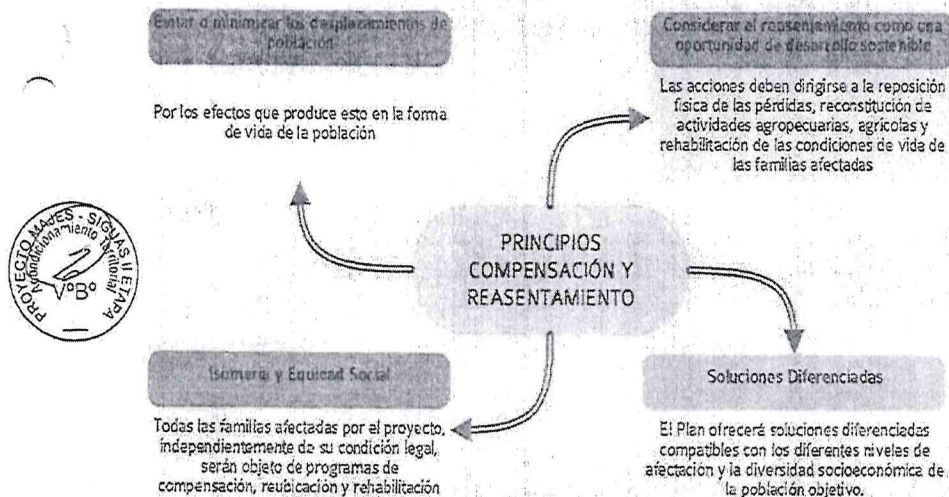 Evitar o minimizar los desplazamientos de
población
Por los efectos que produce esto en la forma
de vida de la población
Considerar el reasentamiento como una
oportunidad de desarrollo sostenible
Las acciones deben dirigirse a la reposición
física de las pérdidas, reconstitución de
actividades agropecuarias, agrícolas y
rehabilitación de las condiciones de vida de
las familias afectadas
PROYECTO MAJES - SIGUAS II ETAPA
Acondicionamiento Territorial
VºBº
PRINCIPIOS
COMPENSACIÓN Y
REASENTAMIENTO
Isomería y Equidad Social
Todas las familias afectadas por el proyecto,
independientemente de su condición legal,
serán objeto de programas de
compensación, reubicación y rehabilitación
Soluciones Diferenciadas
El Plan ofrecerá soluciones diferenciadas
compatibles con los diferentes niveles de
afectación y la diversidad socioeconómica de
la población objetivo.